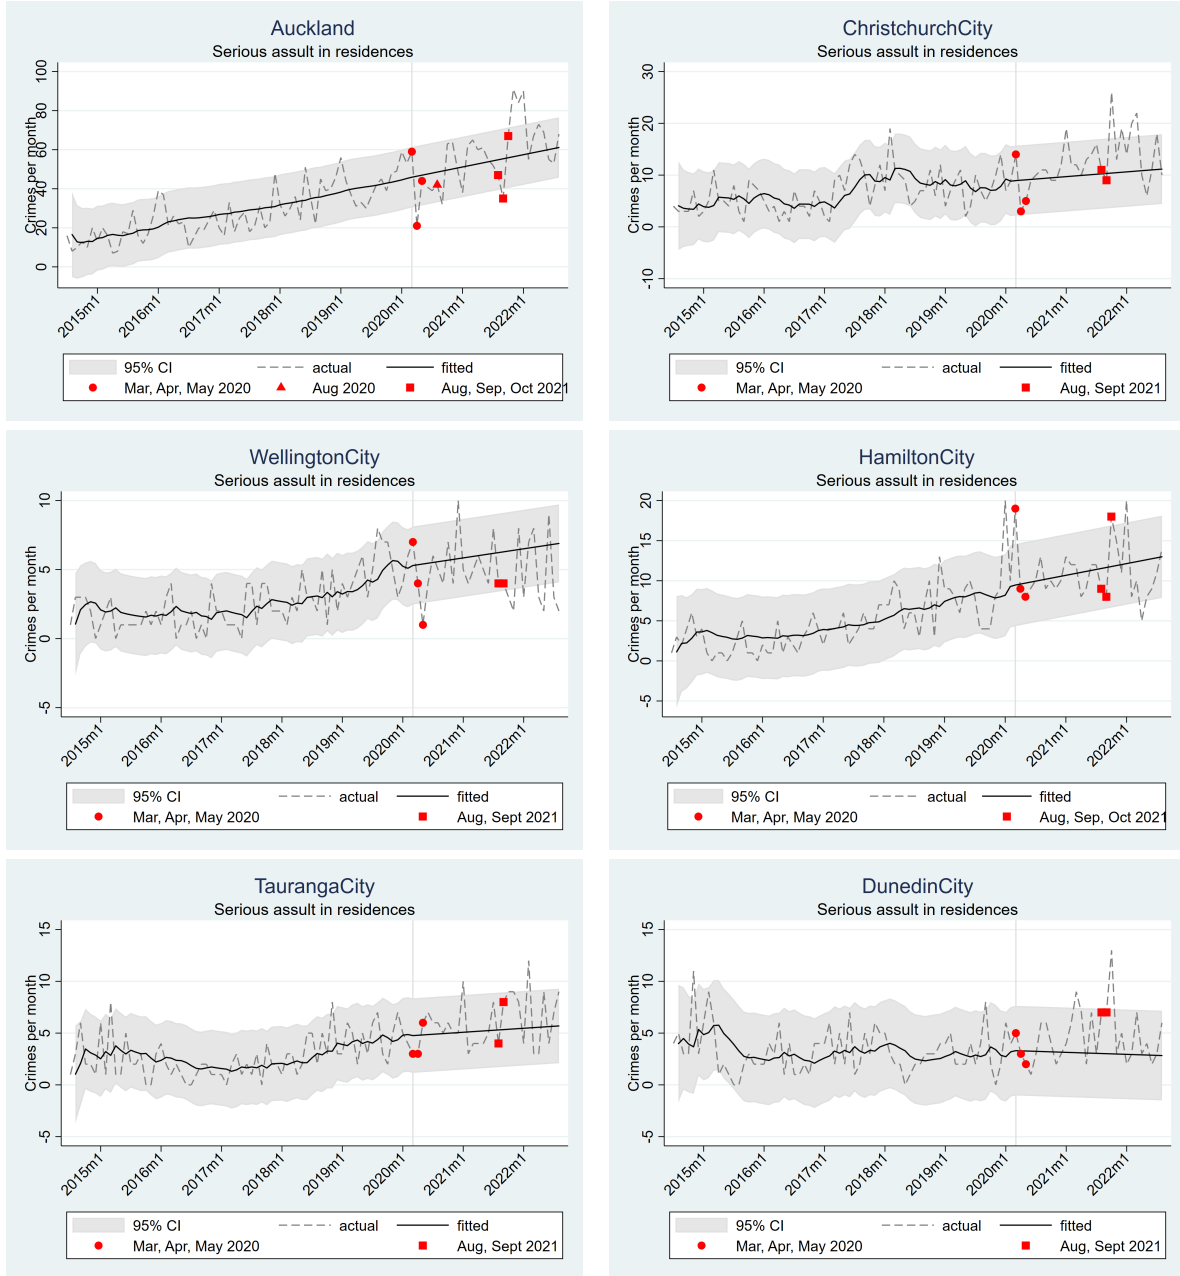 Auckland
Serious assult in residences
Crimes per month
100
80
60
40
20
0
2015m1 2016m1 2017m1 2018m1 2019m1 2020m1 2021m1 2022m1
95% CI actual fitted
Mar, Apr, May 2020 Aug 2020 Aug, Sep, Oct 2021
ChristchurchCity
Serious assult in residences
Crimes per month
30
20
10
0
-10
2015m1 2016m1 2017m1 2018m1 2019m1 2020m1 2021m1 2022m1
95% CI actual fitted
Mar, Apr, May 2020 Aug, Sept 2021
WellingtonCity
Serious assult in residences
Crimes per month
10
5
0
-5
2015m1 2016m1 2017m1 2018m1 2019m1 2020m1 2021m1 2022m1
95% CI actual fitted
Mar, Apr, May 2020 Aug, Sept 2021
HamiltonCity
Serious assult in residences
Crimes per month
20
15
10
5
0
-5
2015m1 2016m1 2017m1 2018m1 2019m1 2020m1 2021m1 2022m1
95% CI actual fitted
Mar, Apr, May 2020 Aug, Sep, Oct 2021
TaurangaCity
Serious assult in residences
Crimes per month
15
10
5
0
-5
2015m1 2016m1 2017m1 2018m1 2019m1 2020m1 2021m1 2022m1
95% CI actual fitted
Mar, Apr, May 2020 Aug, Sept 2021
DunedinCity
Serious assult in residences
Crimes per month
15
10
5
0
-5
2015m1 2016m1 2017m1 2018m1 2019m1 2020m1 2021m1 2022m1
95% CI actual fitted
Mar, Apr, May 2020 Aug, Sept 2021